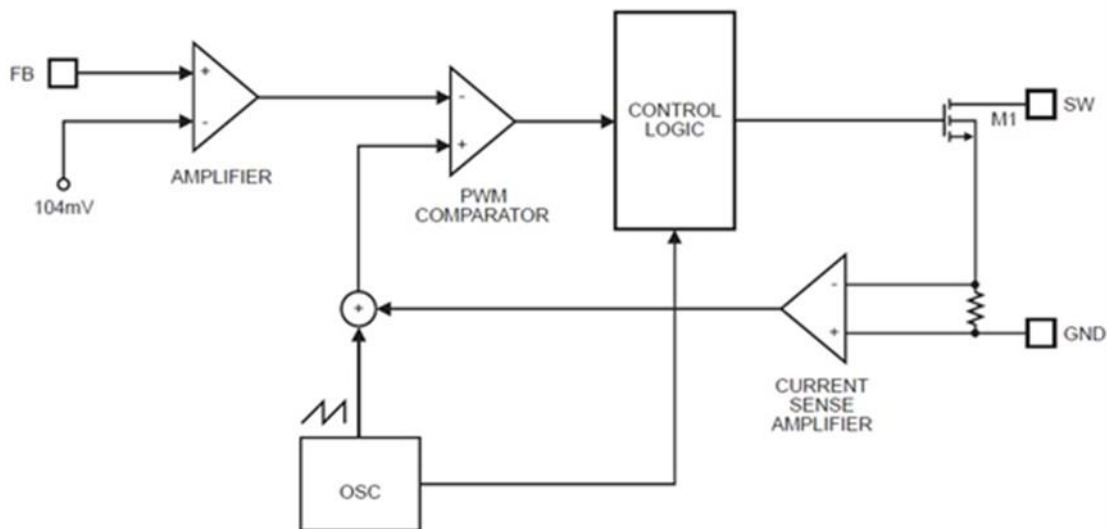 FB
+
-
AMPLIFIER
104mV
-
+
PWM
COMPARATOR
CONTROL
LOGIC
M1
SW
+
-
+
GND
CURRENT
SENSE
AMPLIFIER
OSC